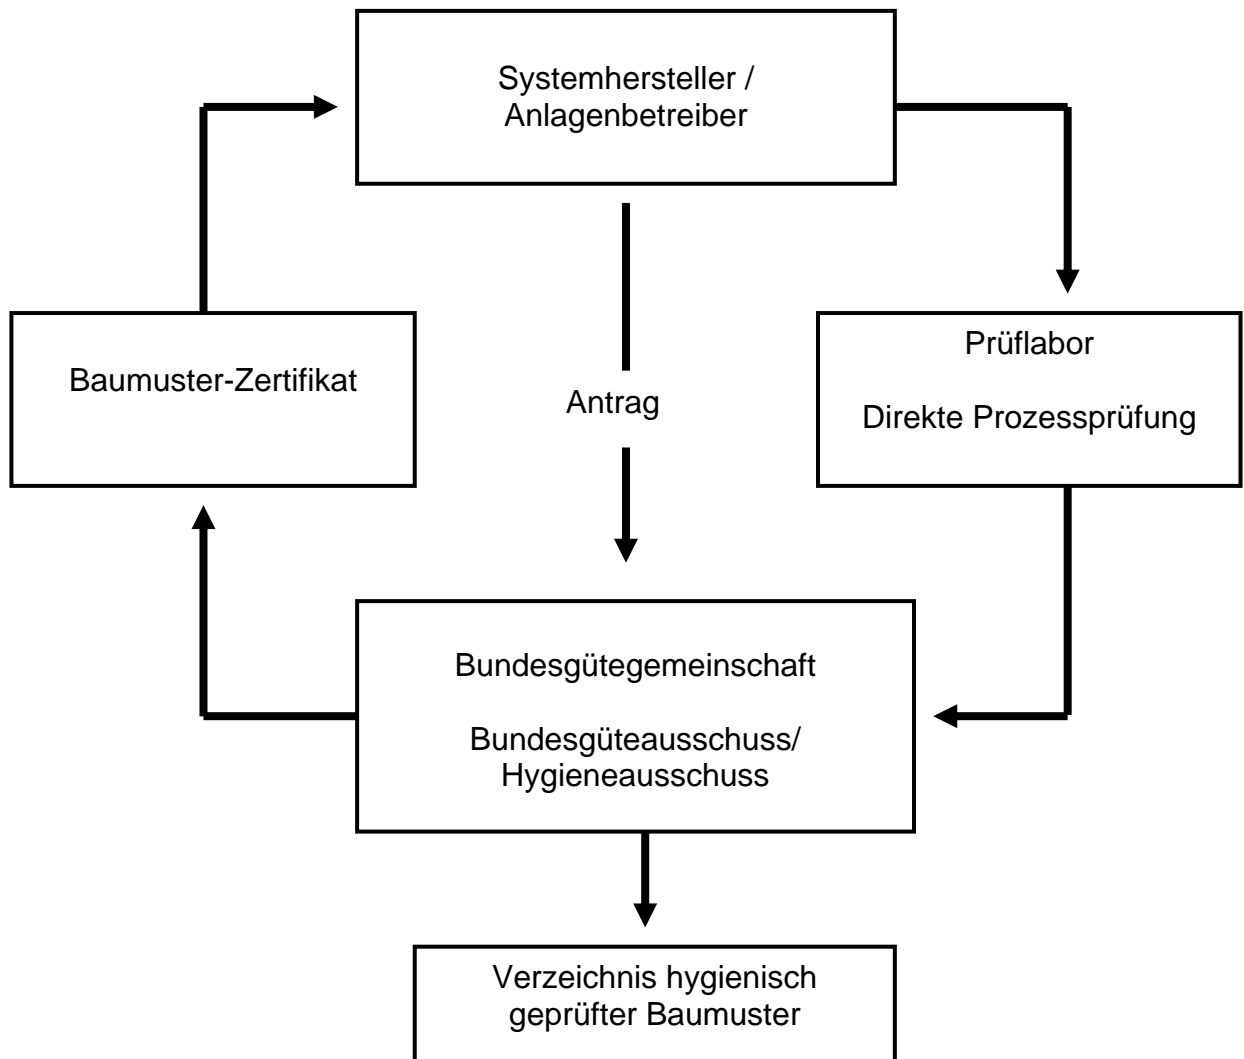 Systemhersteller /
Anlagenbetreiber
Baumuster-Zertifikat
Antrag
Prüflabor
Direkte Prozessprüfung
Bundesgütegemeinschaft
Bundesgüteausschuss/
Hygieneausschuss
Verzeichnis hygienisch
geprüfter Baumuster